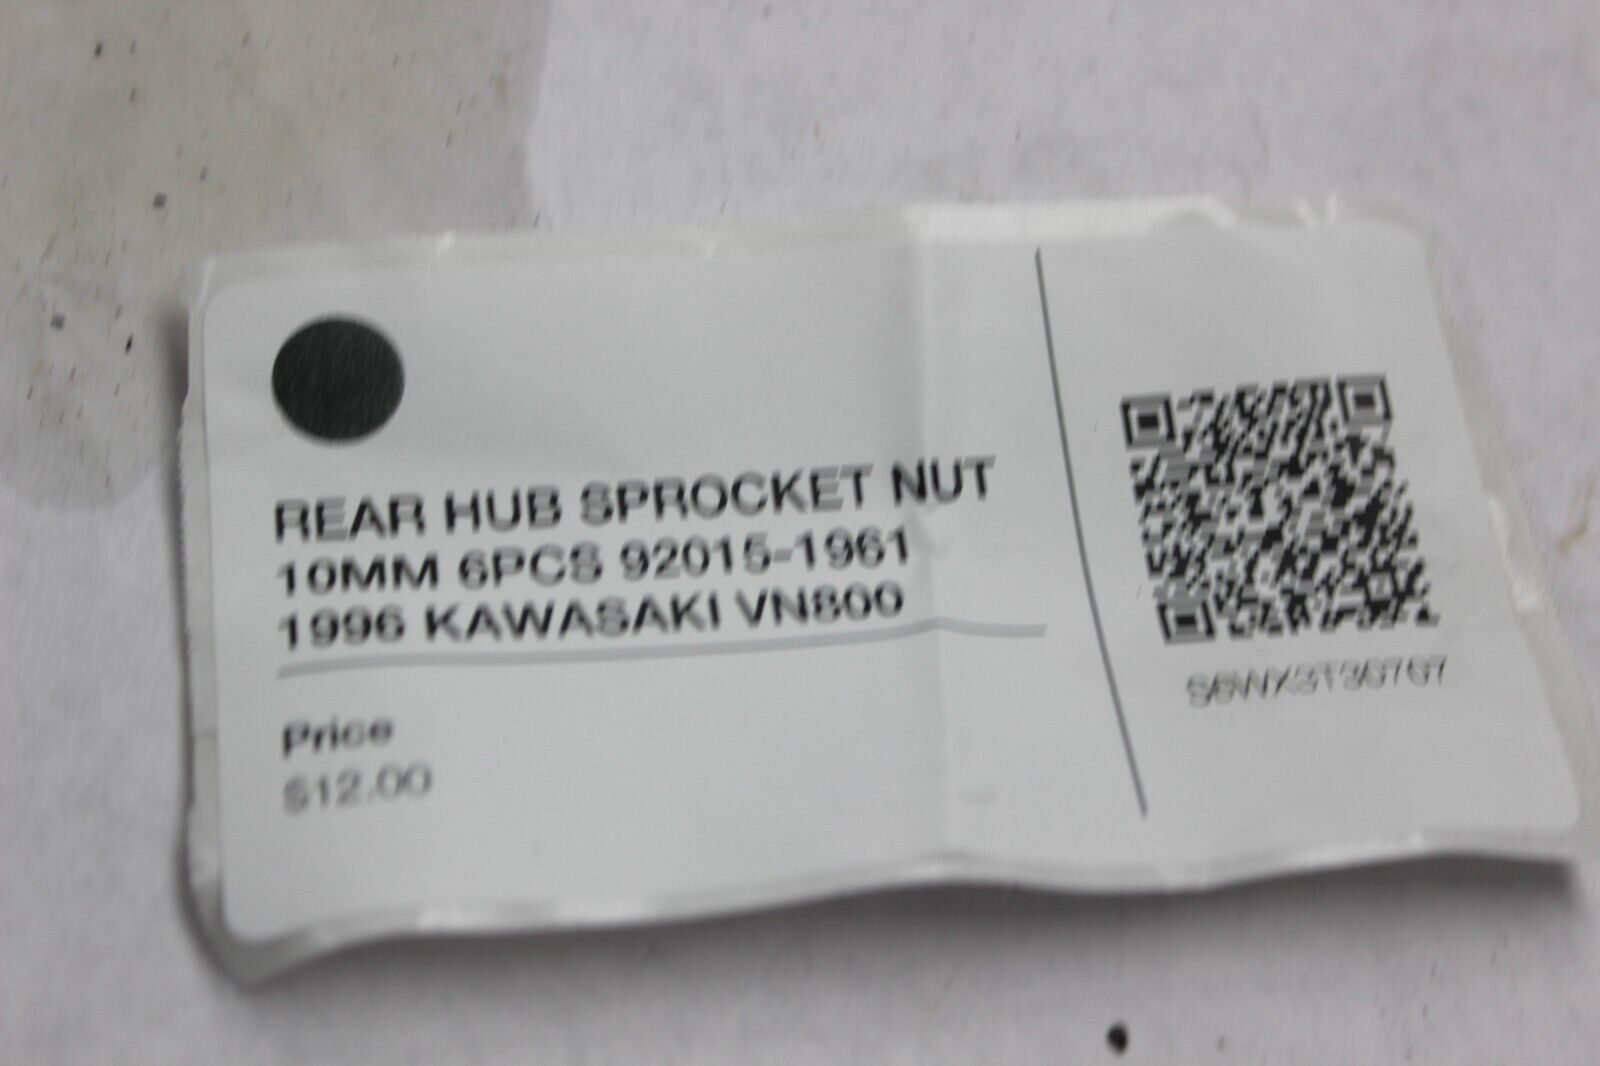 REAR HUB SPROCKET NUT
10MM 6PCS 92015-1961
1996 KAWASAKI VN800
Price
$12.00